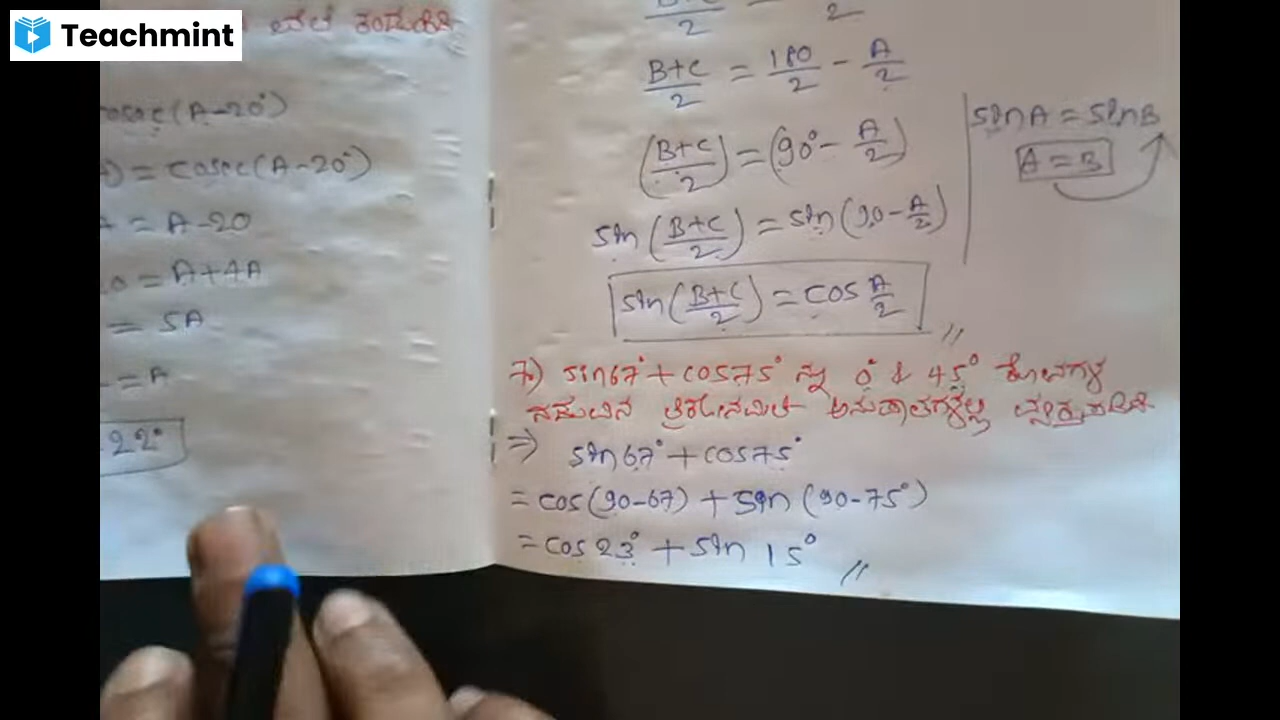 Teachmint
cosec(A-20°)
) = cosec(A-20°)
= A-20
= A+4A
= 5A
= A
22°
B+C/2 = 180/2 - A/2
(B+C/2) = (90° - A/2)
sin(B+C/2) = sin(90-A/2)
sin(B+C/2) = cos A/2 //
sinA = sinB
A = B
7.) sin67° + cos75° ನ್ನು 0° & 45° ಕೋನಗಳ
ನಡುವಿನ ತ್ರಿಕೋನಮಿತಿ ಅನುಪಾತಗಳಲ್ಲಿ ವ್ಯಕ್ತಪಡಿಸಿ
⇒ sin67° + cos75°
= cos(90-67) + sin(90-75°)
= cos23° + sin 15° //